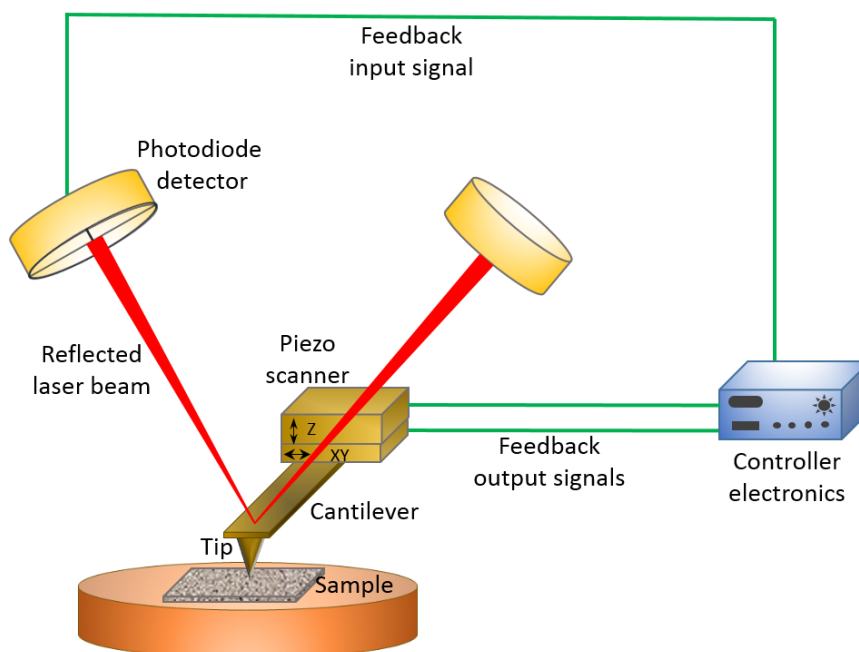 Feedback
input signal
Photodiode
detector
Reflected
laser beam
Piezo
scanner
Z
XY
Feedback
output signals
Controller
electronics
Cantilever
Tip
Sample